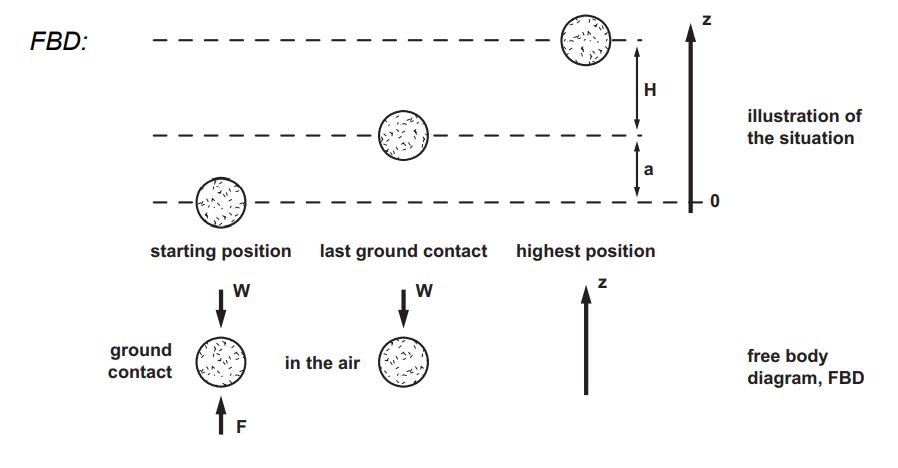 FBD:
z
H
illustration of
the situation
a
0
starting position
last ground contact
highest position
W
W
z
ground
contact
in the air
free body
diagram, FBD
F